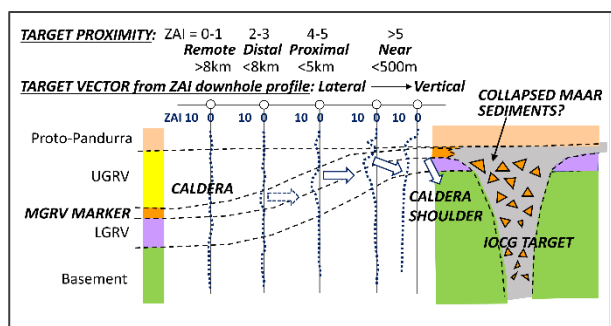 TARGET PROXIMITY: ZAI = 0-1 2-3 4-5 >5
Remote Distal Proximal Near
>8km <8km <5km <500m
TARGET VECTOR from ZAI downhole profile: Lateral Vertical
ZAI 10 0 10 0 10 0 10 10 0
COLLAPSED MAAR
SEDIMENTS?
Proto-Pandurra
UGRV
CALDERA
MGRV MARKER
LGRV
CALDERA
SHOULDER
IOCG TARGET
Basement